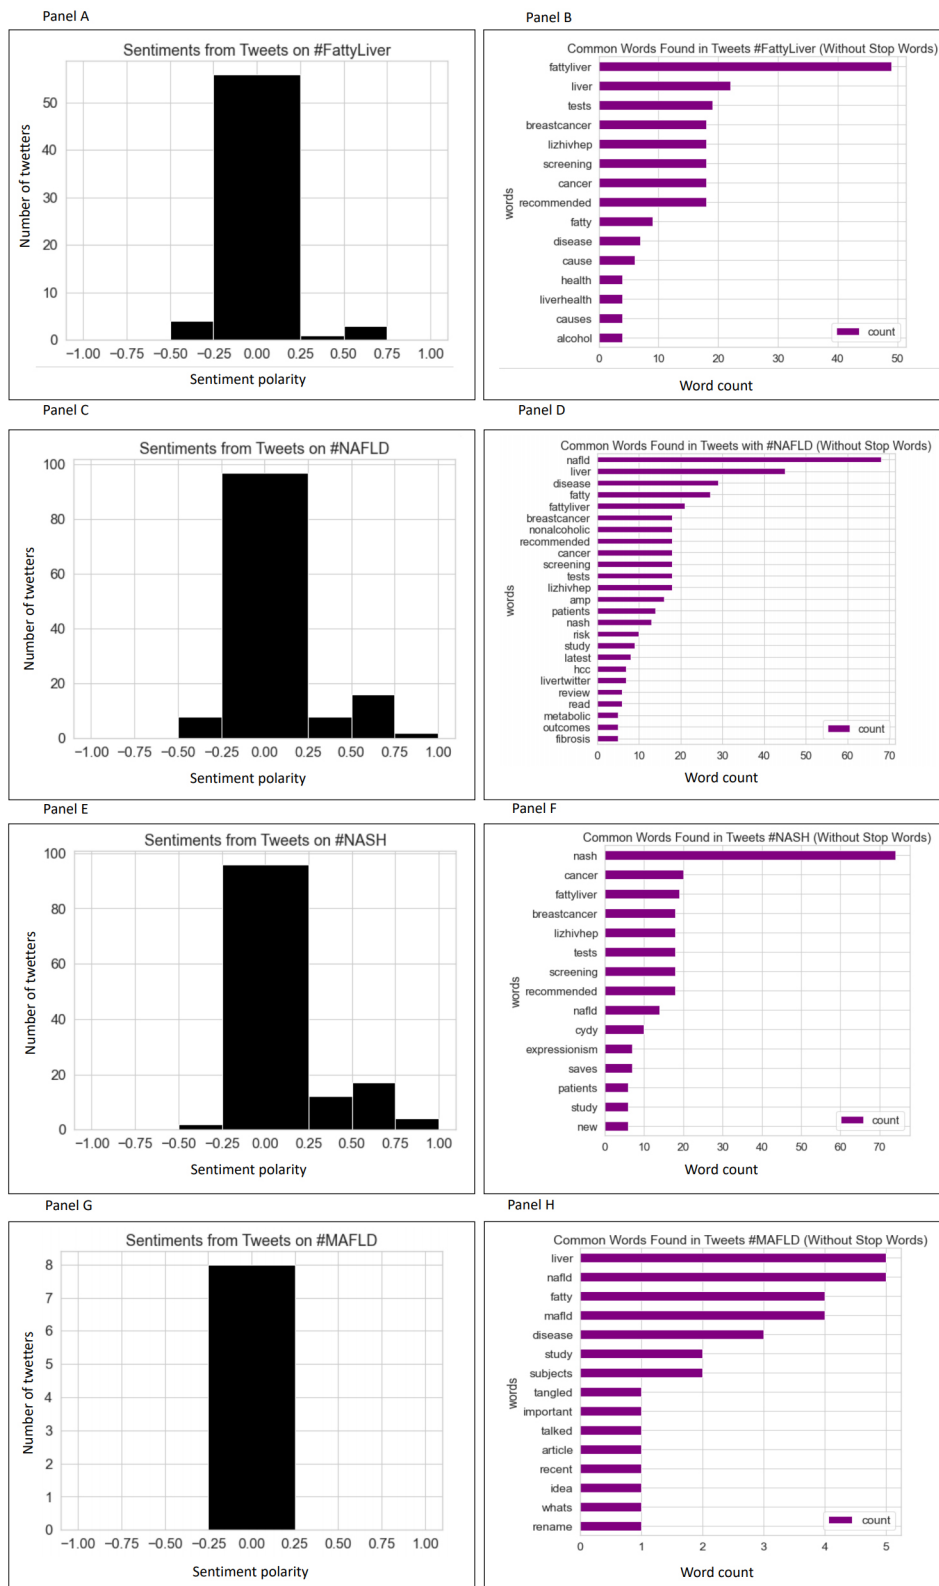 Panel A
Sentiments from Tweets on #FattyLiver
Number of twetters
50
40
30
20
10
0
−1.00 −0.75 −0.50 −0.25 0.00 0.25 0.50 0.75 1.00
Sentiment polarity
Panel B
Common Words Found in Tweets #FattyLiver (Without Stop Words)
words
fattyliver
liver
tests
breastcancer
lizhivhep
screening
cancer
recommended
fatty
disease
cause
health
liverhealth
causes
alcohol
count
0 10 20 30 40 50
Word count
Panel C
Sentiments from Tweets on #NAFLD
Number of twetters
100
80
60
40
20
0
−1.00 −0.75 −0.50 −0.25 0.00 0.25 0.50 0.75 1.00
Sentiment polarity
Panel D
Common Words Found in Tweets with #NAFLD (Without Stop Words)
words
nafld
liver
disease
fatty
fattyliver
breastcancer
nonalcoholic
recommended
cancer
screening
tests
lizhivhep
amp
patients
nash
risk
study
latest
hcc
livertwitter
review
read
metabolic
outcomes
fibrosis
count
0 10 20 30 40 50 60 70
Word count
Panel E
Sentiments from Tweets on #NASH
Number of twetters
100
80
60
40
20
0
−1.00 −0.75 −0.50 −0.25 0.00 0.25 0.50 0.75 1.00
Sentiment polarity
Panel F
Common Words Found in Tweets #NASH (Without Stop Words)
words
nash
cancer
fattyliver
breastcancer
lizhivhep
tests
screening
recommended
nafld
cydy
expressionism
saves
patients
study
new
count
0 10 20 30 40 50 60 70
Word count
Panel G
Sentiments from Tweets on #MAFLD
Number of twetters
8
7
6
5
4
3
2
1
0
−1.00 −0.75 −0.50 −0.25 0.00 0.25 0.50 0.75 1.00
Sentiment polarity
Panel H
Common Words Found in Tweets #MAFLD (Without Stop Words)
words
liver
nafld
fatty
mafld
disease
study
subjects
tangled
important
talked
article
recent
idea
whats
rename
count
0 1 2 3 4 5
Word count